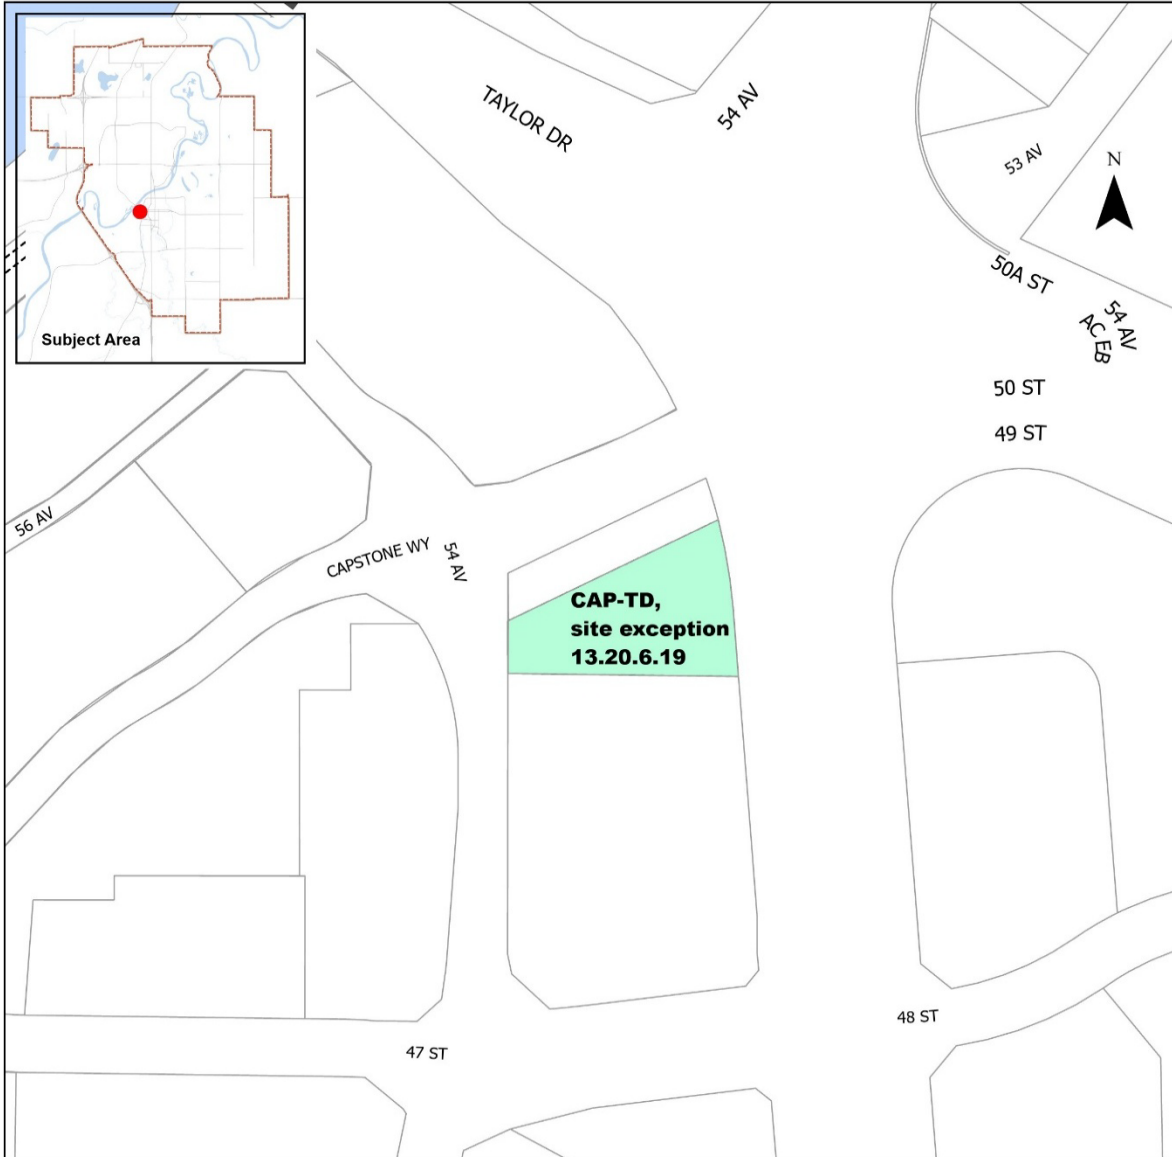 TAYLOR DR
54 AV
53 AV
N
50A ST
54 AV
AC EB
Subject Area
50 ST
49 ST
56 AV
CAPSTONE WY
54 AV
CAP-TD,
site exception
13.20.6.19
48 ST
47 ST